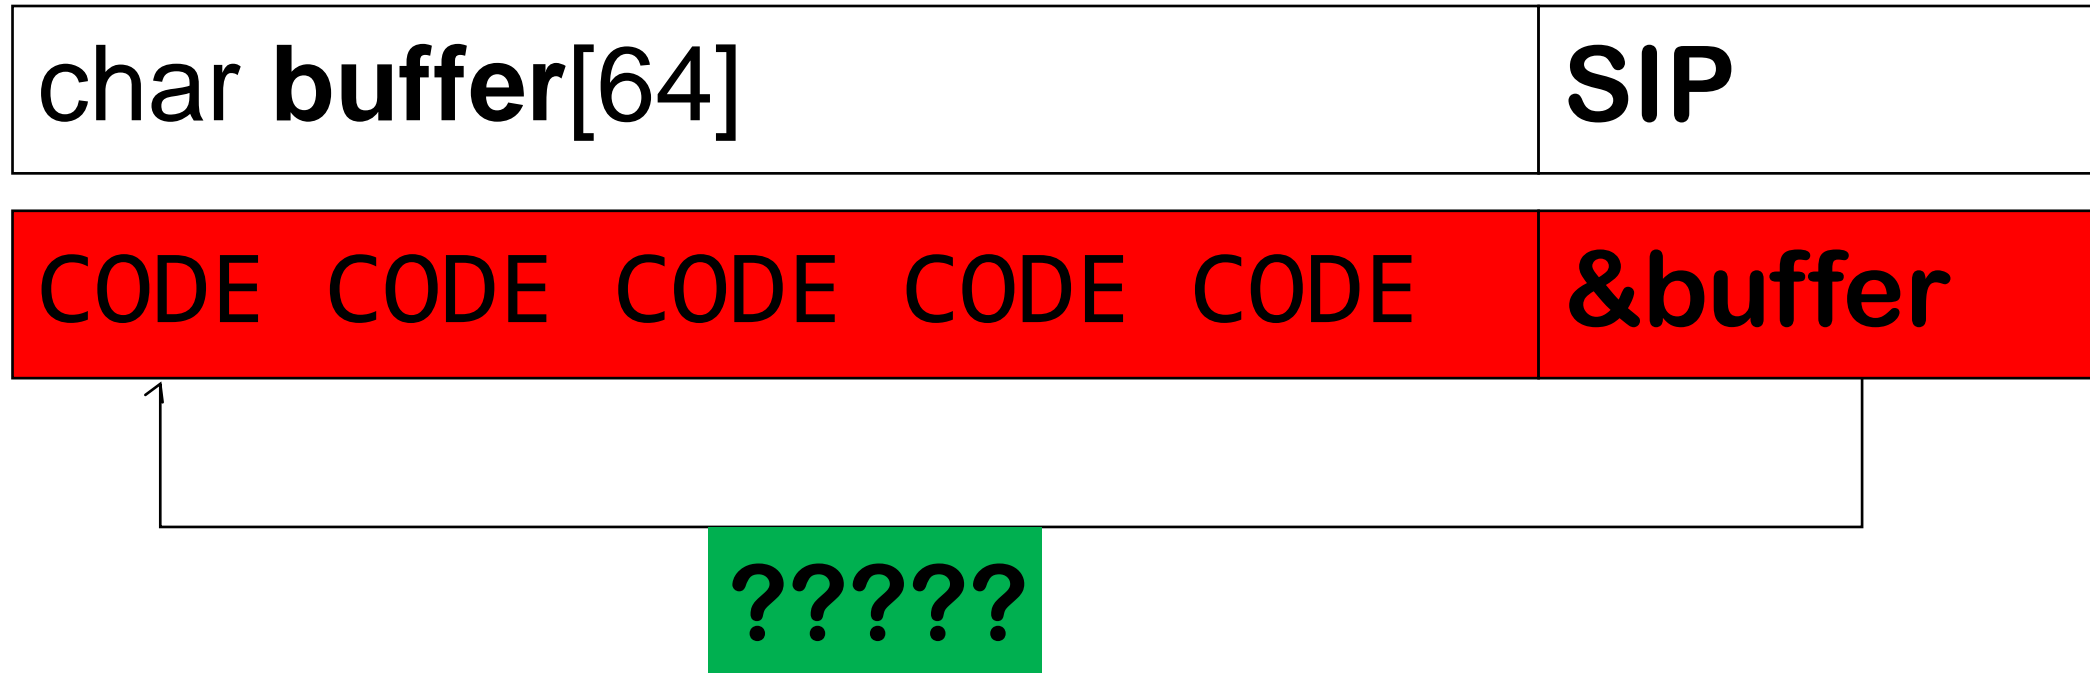 char buffer[64] SIP
CODE CODE CODE CODE CODE &buffer
?????